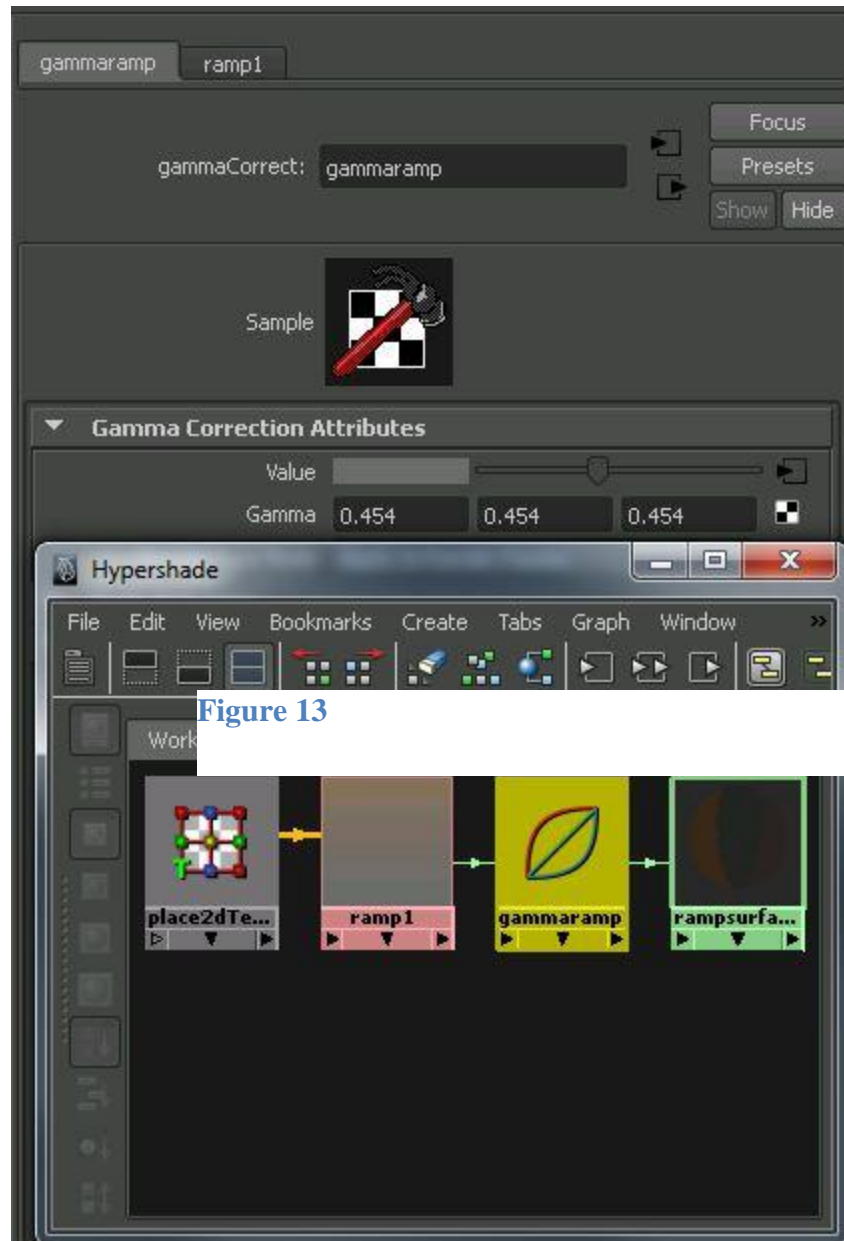 gammaramp ramp1
Focus
gammaCorrect: gammaramp
Presets
Show Hide
Sample
Gamma Correction Attributes
Value
Gamma 0.454 0.454 0.454
Hypershade
File Edit View Bookmarks Create Tabs Graph Window »
Figure 13
Work
place2dTe... ramp1 gammaramp rampsurfa...